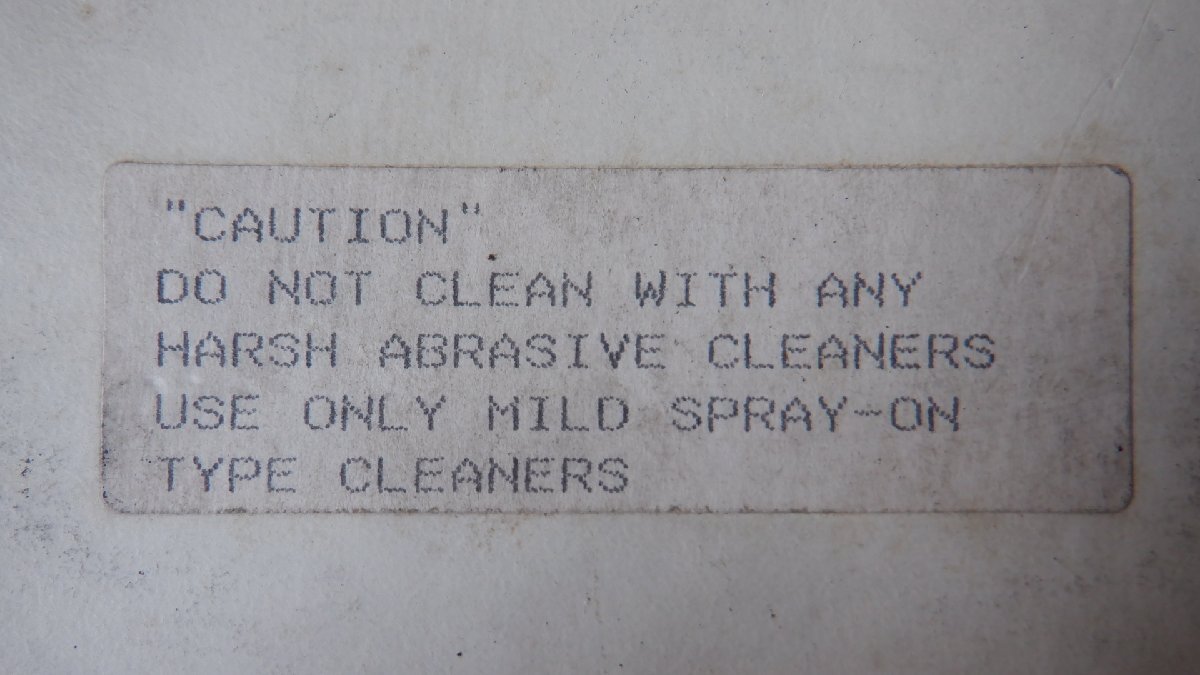 "CAUTION"
DO NOT CLEAN WITH ANY
HARSH ABRASIVE CLEANERS
USE ONLY MILD SPRAY-ON
TYPE CLEANERS